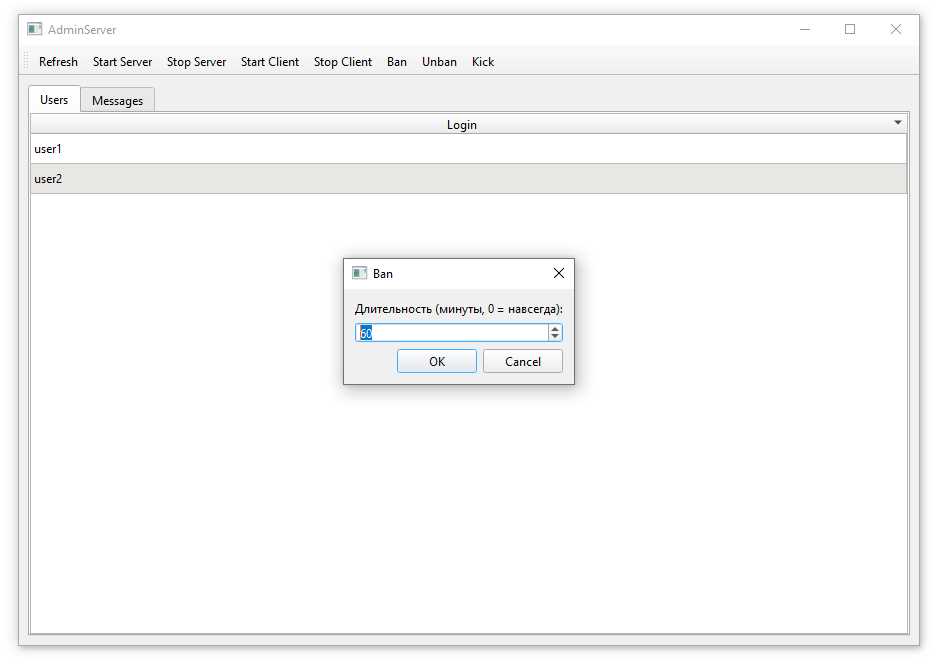 AdminServer
Refresh Start Server Stop Server Start Client Stop Client Ban Unban Kick
Users Messages
Login
user1
user2
Ban
Длительность (минуты, 0 = навсегда):
60
OK Cancel